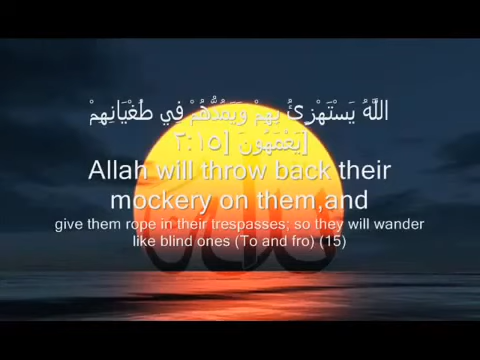 اللَّهُ يَسْتَهْزِئُ بِهِمْ وَيَمُدُّهُمْ فِي طُغْيَانِهِمْ
يَعْمَهُونَ [٢:١٥]
Allah will throw back their
mockery on them,and
give them rope in their trespasses; so they will wander
like blind ones (To and fro) (15)